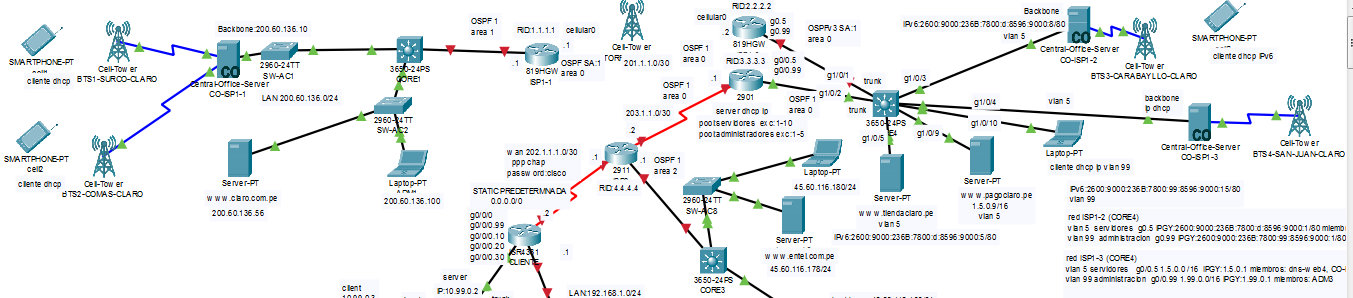 SMARTPHONE-PT
cliente dhcp
Cell-Tower
BTS1-SURCO-CLARO
Backbone:200.60.136.10
Central-Office-Server
CO-ISP1-1
2960-24TT
SW-AC1
LAN 200.60.136.0/24
3650-24PS
CORE1
OSPF 1
area 1
RID:1.1.1.1
cellular0
.1
.1
819HGW
ISP1-1
OSPF SA:1
area 0
Cell-Tower
201.1.1.0/30
RID:2.2.2.2
cellular0
.2
g0.5
g0.99
819HGW
OSPF 1
area 0
OSPRv3 SA:1
area 0
RID:3.3.3.3
g0/0.5
g0/0.99
.1
2901
OSPF 1
area 0
OSPF 1
area 0
server dhcp ip
poolservidores exc:1-10
pooladministradores exc:1-5
203.1.1.0/30
g1/0/1
g1/0/2
trunk
trunk
3650-24PS
g1/0/3
g1/0/4
g1/0/5
g1/0/9
g1/0/10
vlan 5
IPv6:2600:9000:236B:7800:d:8596:9000:8/80
Backbone
vlan 5
Central-Office-Server
CO-ISP1-2
Cell-Tower
BTS3-CARABAYLLO-CLARO
cliente dhcp IPv6
backbone
ip dhcp
Central-Office-Server
CO-ISP1-3
Cell-Tower
BTS4-SAN-JUAN-CLARO
Laptop-PT
cliente dhcp ip vlan 99
IPv6:2600:9000:236B:7800:99:8596:9000:15/80
vlan 99
Server-PT
www.pagoclaro.pe
1.5.0.9/16
vlan 5
Server-PT
www.tiendaclaro.pe
vlan 5
IPv6:2600:9000:236B:7800:d:8596:9000:5/80
red ISP1-2 (CORE4)
vlan 5 servidores g0.5 IPGY:2600:9000:236B:7800:d:8596:9000:1/80
vlan 99 administracion g0.99 IPGY:2600:9000:236B:7800:99:8596:9000:1/80
red ISP1-3 (CORE4)
vlan 5 servidores g0/0.5 1.5.0.0/16 IPGY:1.5.0.1 miembros: dns-web4, CO-
vlan 99 administracion g0/0.99 1.99.0.0/16 IPGY:1.99.0.1 miembros: ADM3
SMARTPHONE-PT
cell2
cliente dhcp
Cell-Tower
BTS2-COMAS-CLARO
Server-PT
www.claro.com.pe
200.60.136.56
2960-24TT
SW-AC2
Laptop-PT
200.60.136.100
wan 202.1.1.0/30
ppp chap
password:cisco
.2
.1
.1
2911
RID:4.4.4.4
OSPF 1
area 2
STATIC PREDETERMINADA
0.0.0.0/0
g0/0/0
g0/0/0.99
g0/0/0.10
g0/0/0.20
g0/0/0.30
.2
.1
ISR4331
CLIENTE
server
IP:10.99.0.2
client
LAN:192.168.1.0/24
2960-24TT
SW-AC8
Laptop-PT
45.60.116.180/24
Server-PT
www.entel.com.pe
45.60.116.178/24
3650-24PS
CORE3